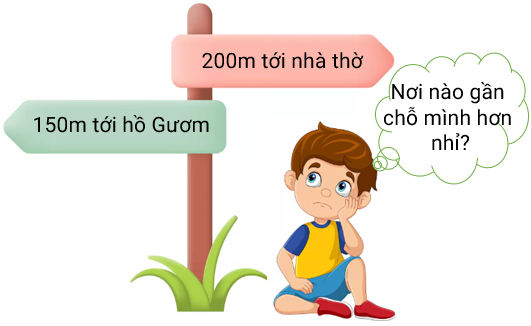 200m tới nhà thờ
150m tới hồ Gươm
Nơi nào gần
chỗ mình hơn
nhỉ?